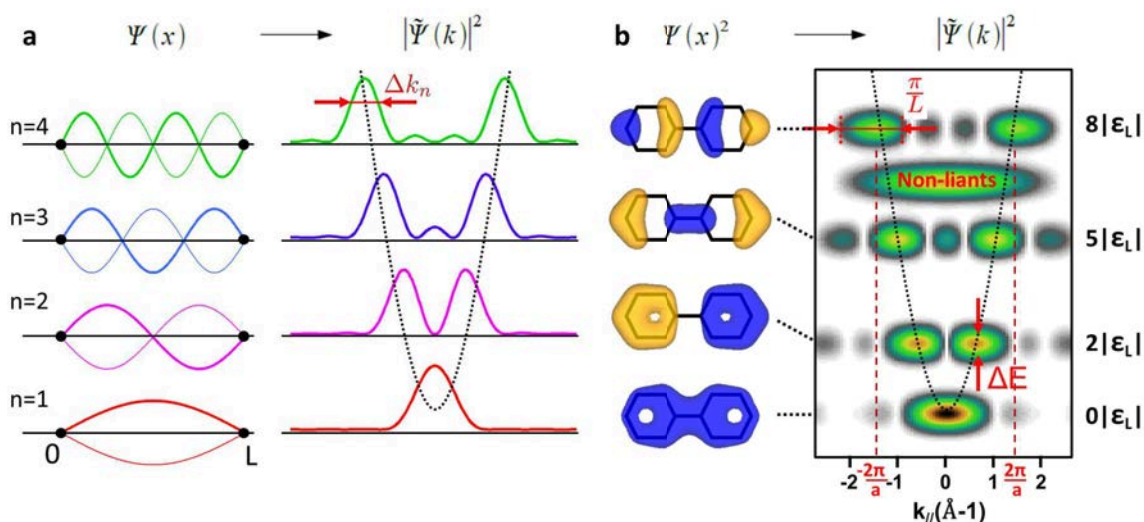 a Ψ(x) → |Ψ̃(k)|²
b Ψ(x)² → |Ψ̃(k)|²
n=4
Δkₙ
n=3
n=2
n=1
0
L
π/L
8|ε_L|
Non-liants
5|ε_L|
2|ε_L|
ΔE
0|ε_L|
-2 -1 0 1 2
-2π/a 2π/a
k_//(Å-1)